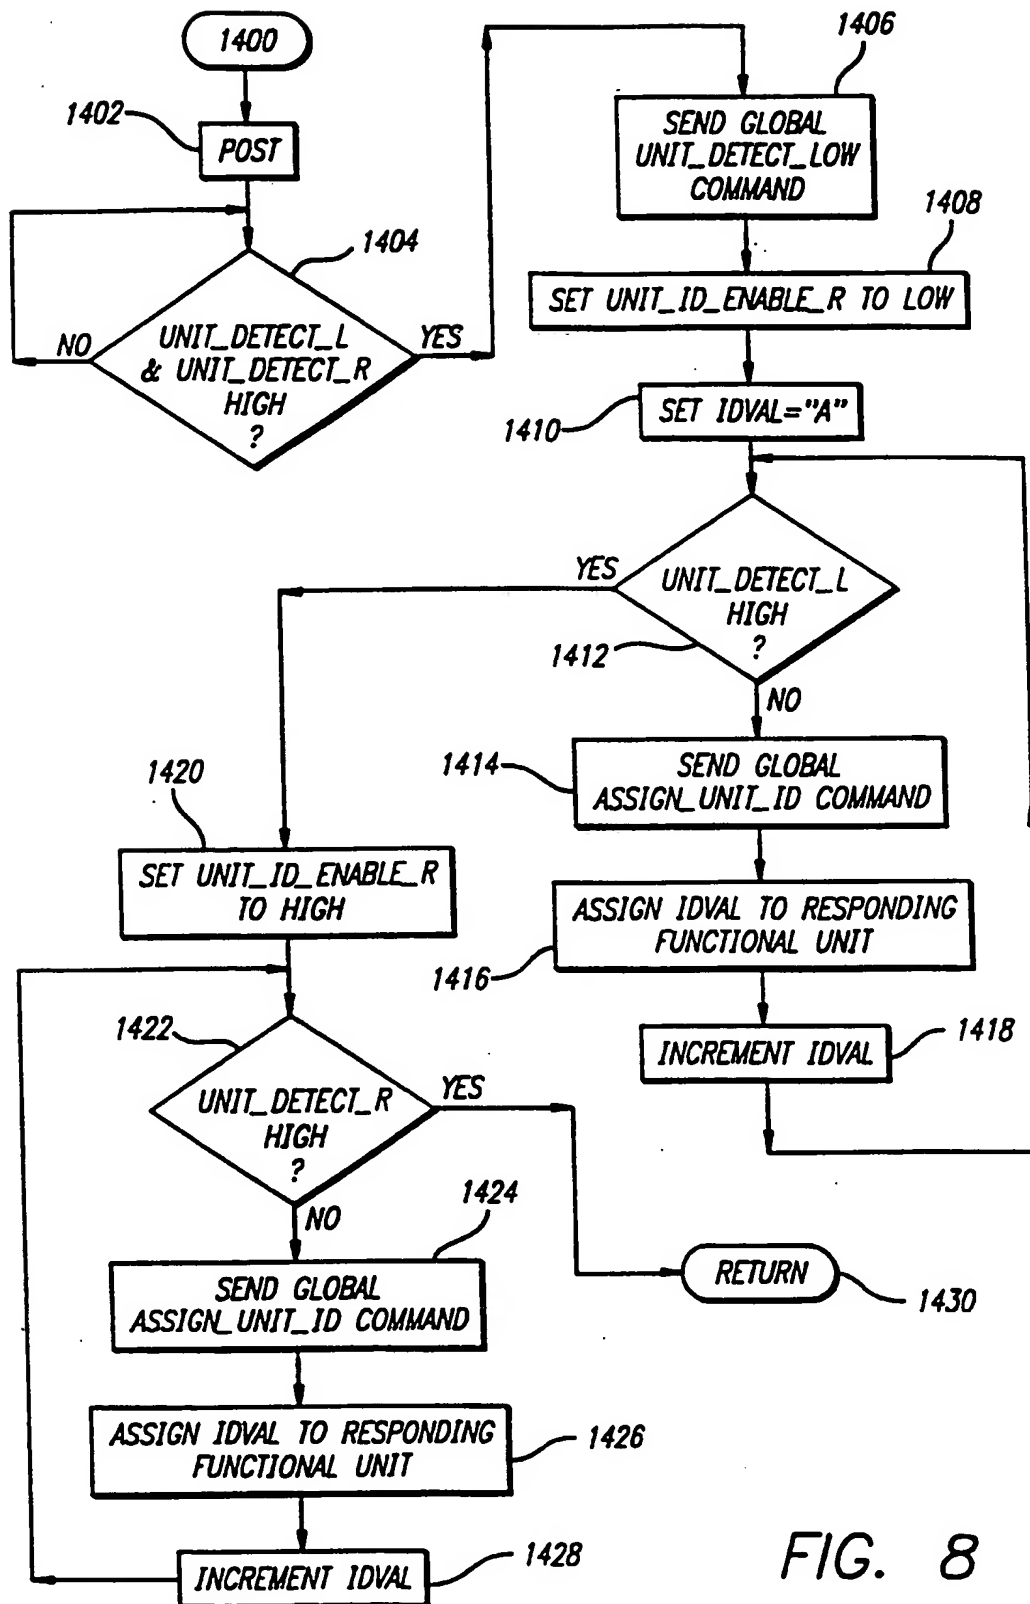 1400
1402
POST
1404
UNIT_DETECT_L
& UNIT_DETECT_R
HIGH
?
NO
YES
1406
SEND GLOBAL
UNIT_DETECT_LOW
COMMAND
1408
SET UNIT_ID_ENABLE_R TO LOW
SET IDVAL="A"
1410
UNIT_DETECT_L
HIGH
?
YES
1412
NO
1414
SEND GLOBAL
ASSIGN_UNIT_ID COMMAND
ASSIGN IDVAL TO RESPONDING
FUNCTIONAL UNIT
1416
INCREMENT IDVAL
1418
1420
SET UNIT_ID_ENABLE_R
TO HIGH
1422
UNIT_DETECT_R
HIGH
?
YES
NO
1424
SEND GLOBAL
ASSIGN_UNIT_ID COMMAND
ASSIGN IDVAL TO RESPONDING
FUNCTIONAL UNIT
1426
INCREMENT IDVAL
1428
RETURN
1430
FIG. 8